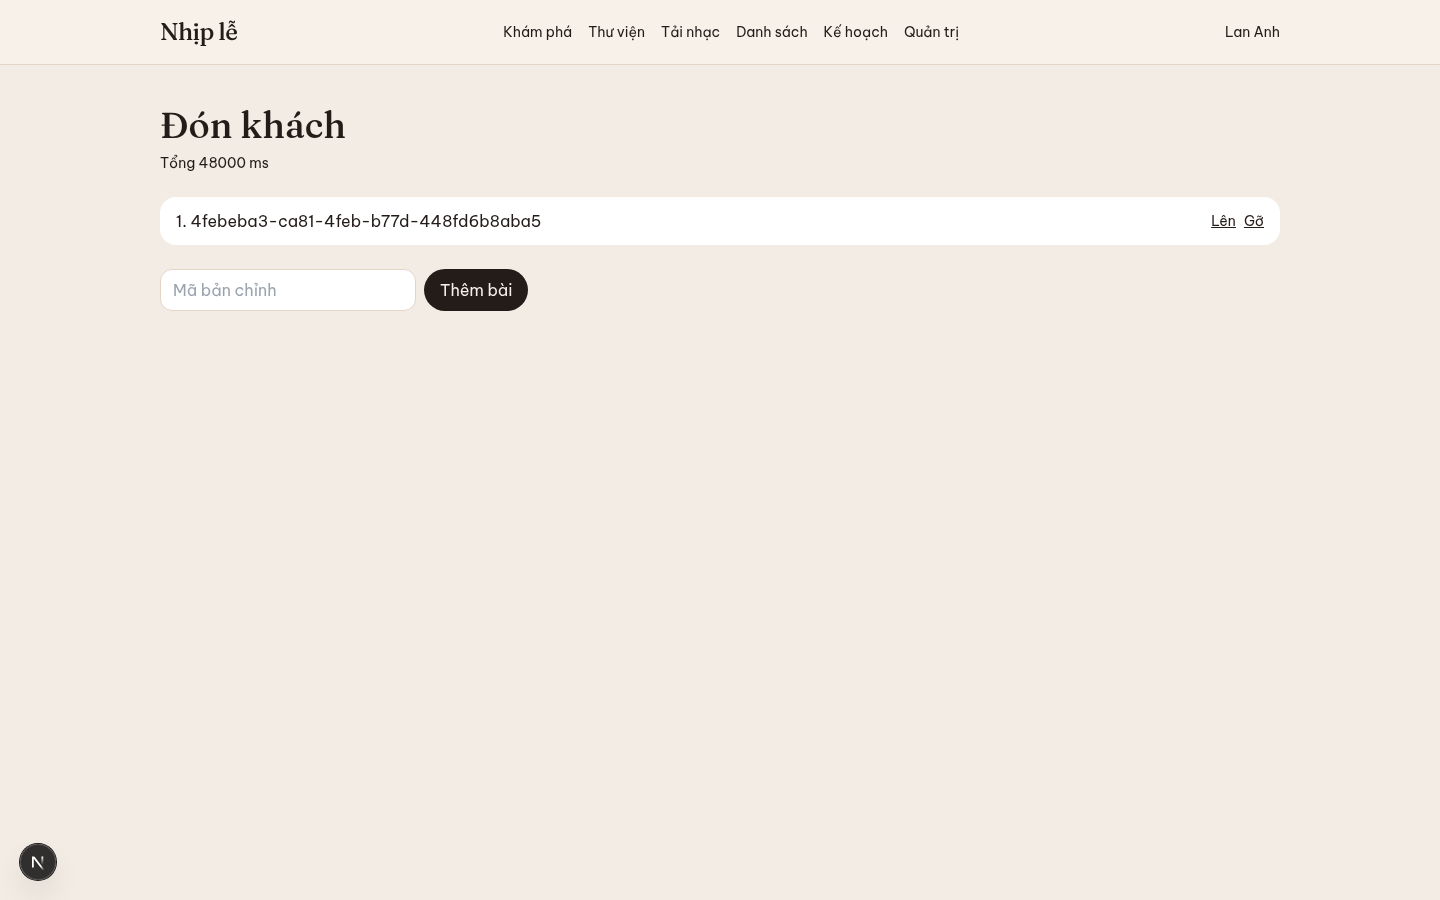 Nhịp lễ
Khám phá Thư viện Tải nhạc Danh sách Kế hoạch Quản trị
Lan Anh
Đón khách
Tổng 48000 ms
1. 4febeba3-ca81-4feb-b77d-448fd6b8aba5
Lên Gỡ
Mã bản chỉnh
Thêm bài
N